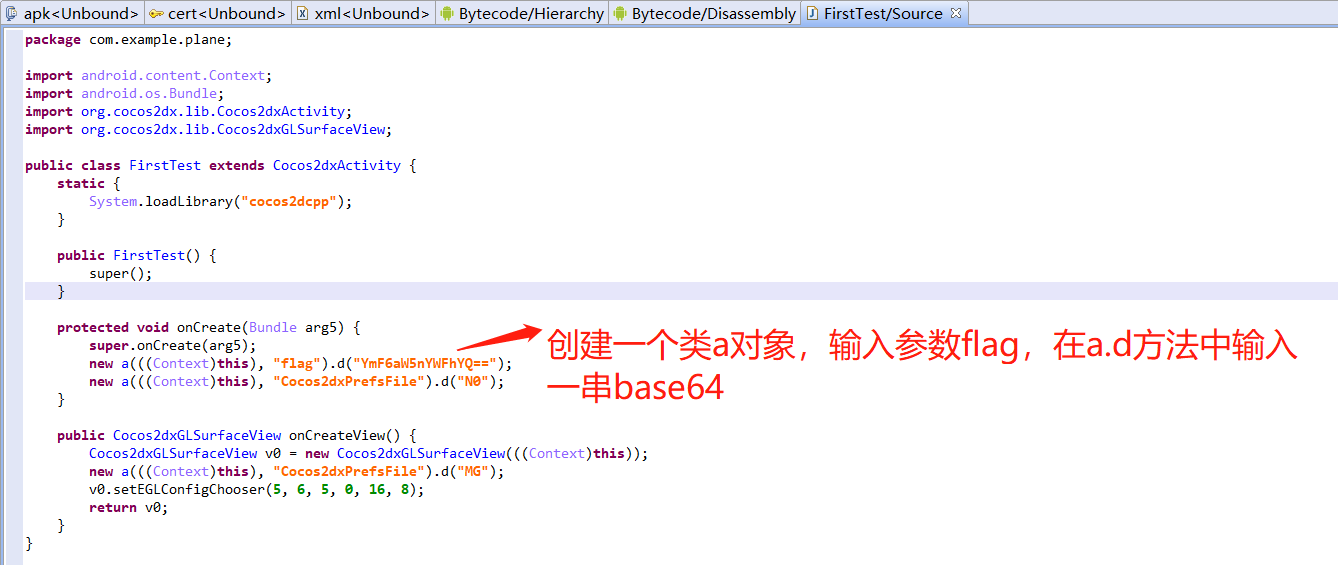 apk<Unbound> cert<Unbound> xml<Unbound> Bytecode/Hierarchy Bytecode/Disassembly FirstTest/Source
package com.example.plane;
import android.content.Context;
import android.os.Bundle;
import org.cocos2dx.lib.Cocos2dxActivity;
import org.cocos2dx.lib.Cocos2dxGLSurfaceView;
public class FirstTest extends Cocos2dxActivity {
static {
System.loadLibrary("cocos2dcpp");
}
public FirstTest() {
super();
}
protected void onCreate(Bundle arg5) {
super.onCreate(arg5);
new a(((Context)this), "flag").d("YmF6aW5nYWFhYQ==");
new a(((Context)this), "Cocos2dxPrefsFile").d("N0");
}
创建一个类a对象，输入参数flag，在a.d方法中输入
一串base64
public Cocos2dxGLSurfaceView onCreateView() {
Cocos2dxGLSurfaceView v0 = new Cocos2dxGLSurfaceView(((Context)this));
new a(((Context)this), "Cocos2dxPrefsFile").d("MG");
v0.setEGLConfigChooser(5, 6, 5, 0, 16, 8);
return v0;
}
}